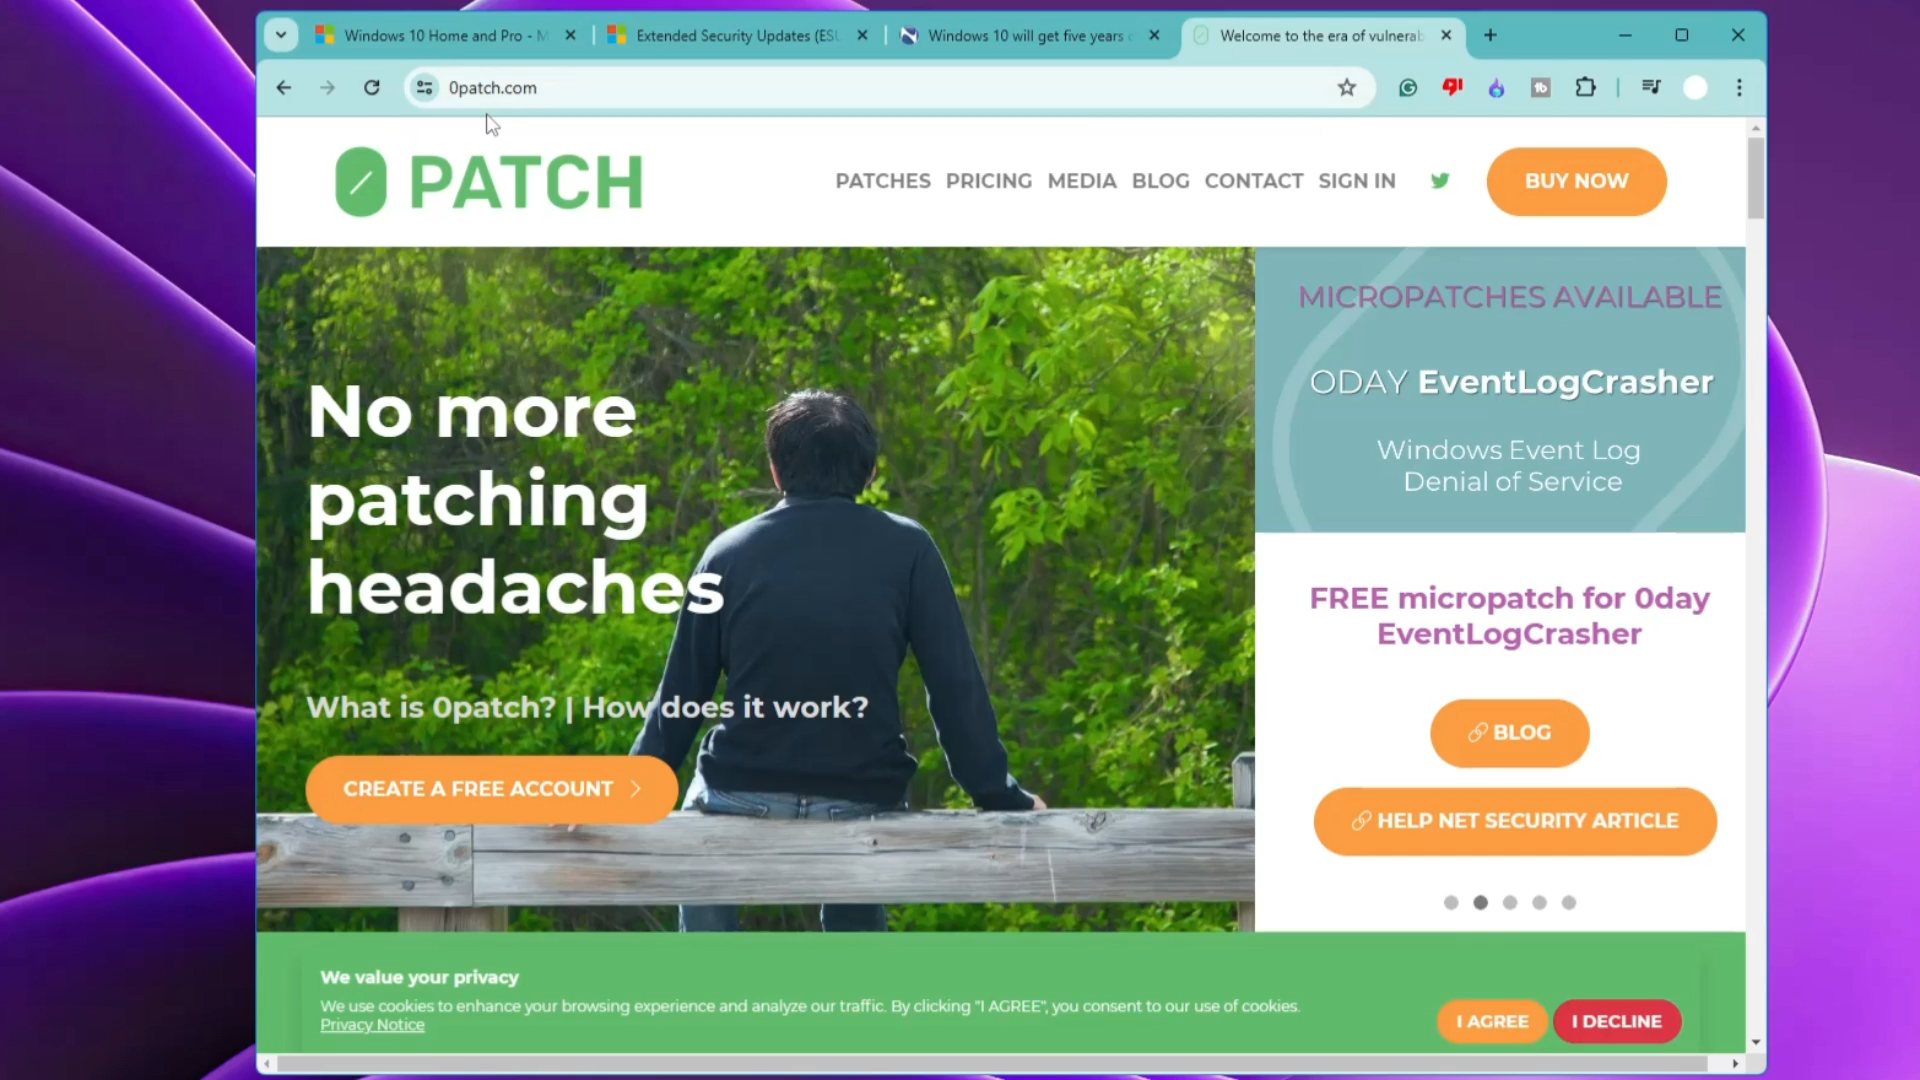 Windows 10 Home and Pro - M
Extended Security Updates (ESU
Windows 10 will get five years o
Welcome to the era of vulnerab
0patch.com
0 PATCH
PATCHES PRICING MEDIA BLOG CONTACT SIGN IN
BUY NOW
No more
patching
headaches
What is 0patch? | How does it work?
CREATE A FREE ACCOUNT
MICROPATCHES AVAILABLE
0DAY EventLogCrasher
Windows Event Log
Denial of Service
FREE micropatch for 0day
EventLogCrasher
BLOG
HELP NET SECURITY ARTICLE
We value your privacy
We use cookies to enhance your browsing experience and analyze our traffic. By clicking "I AGREE", you consent to our use of cookies.
Privacy Notice
I AGREE
I DECLINE